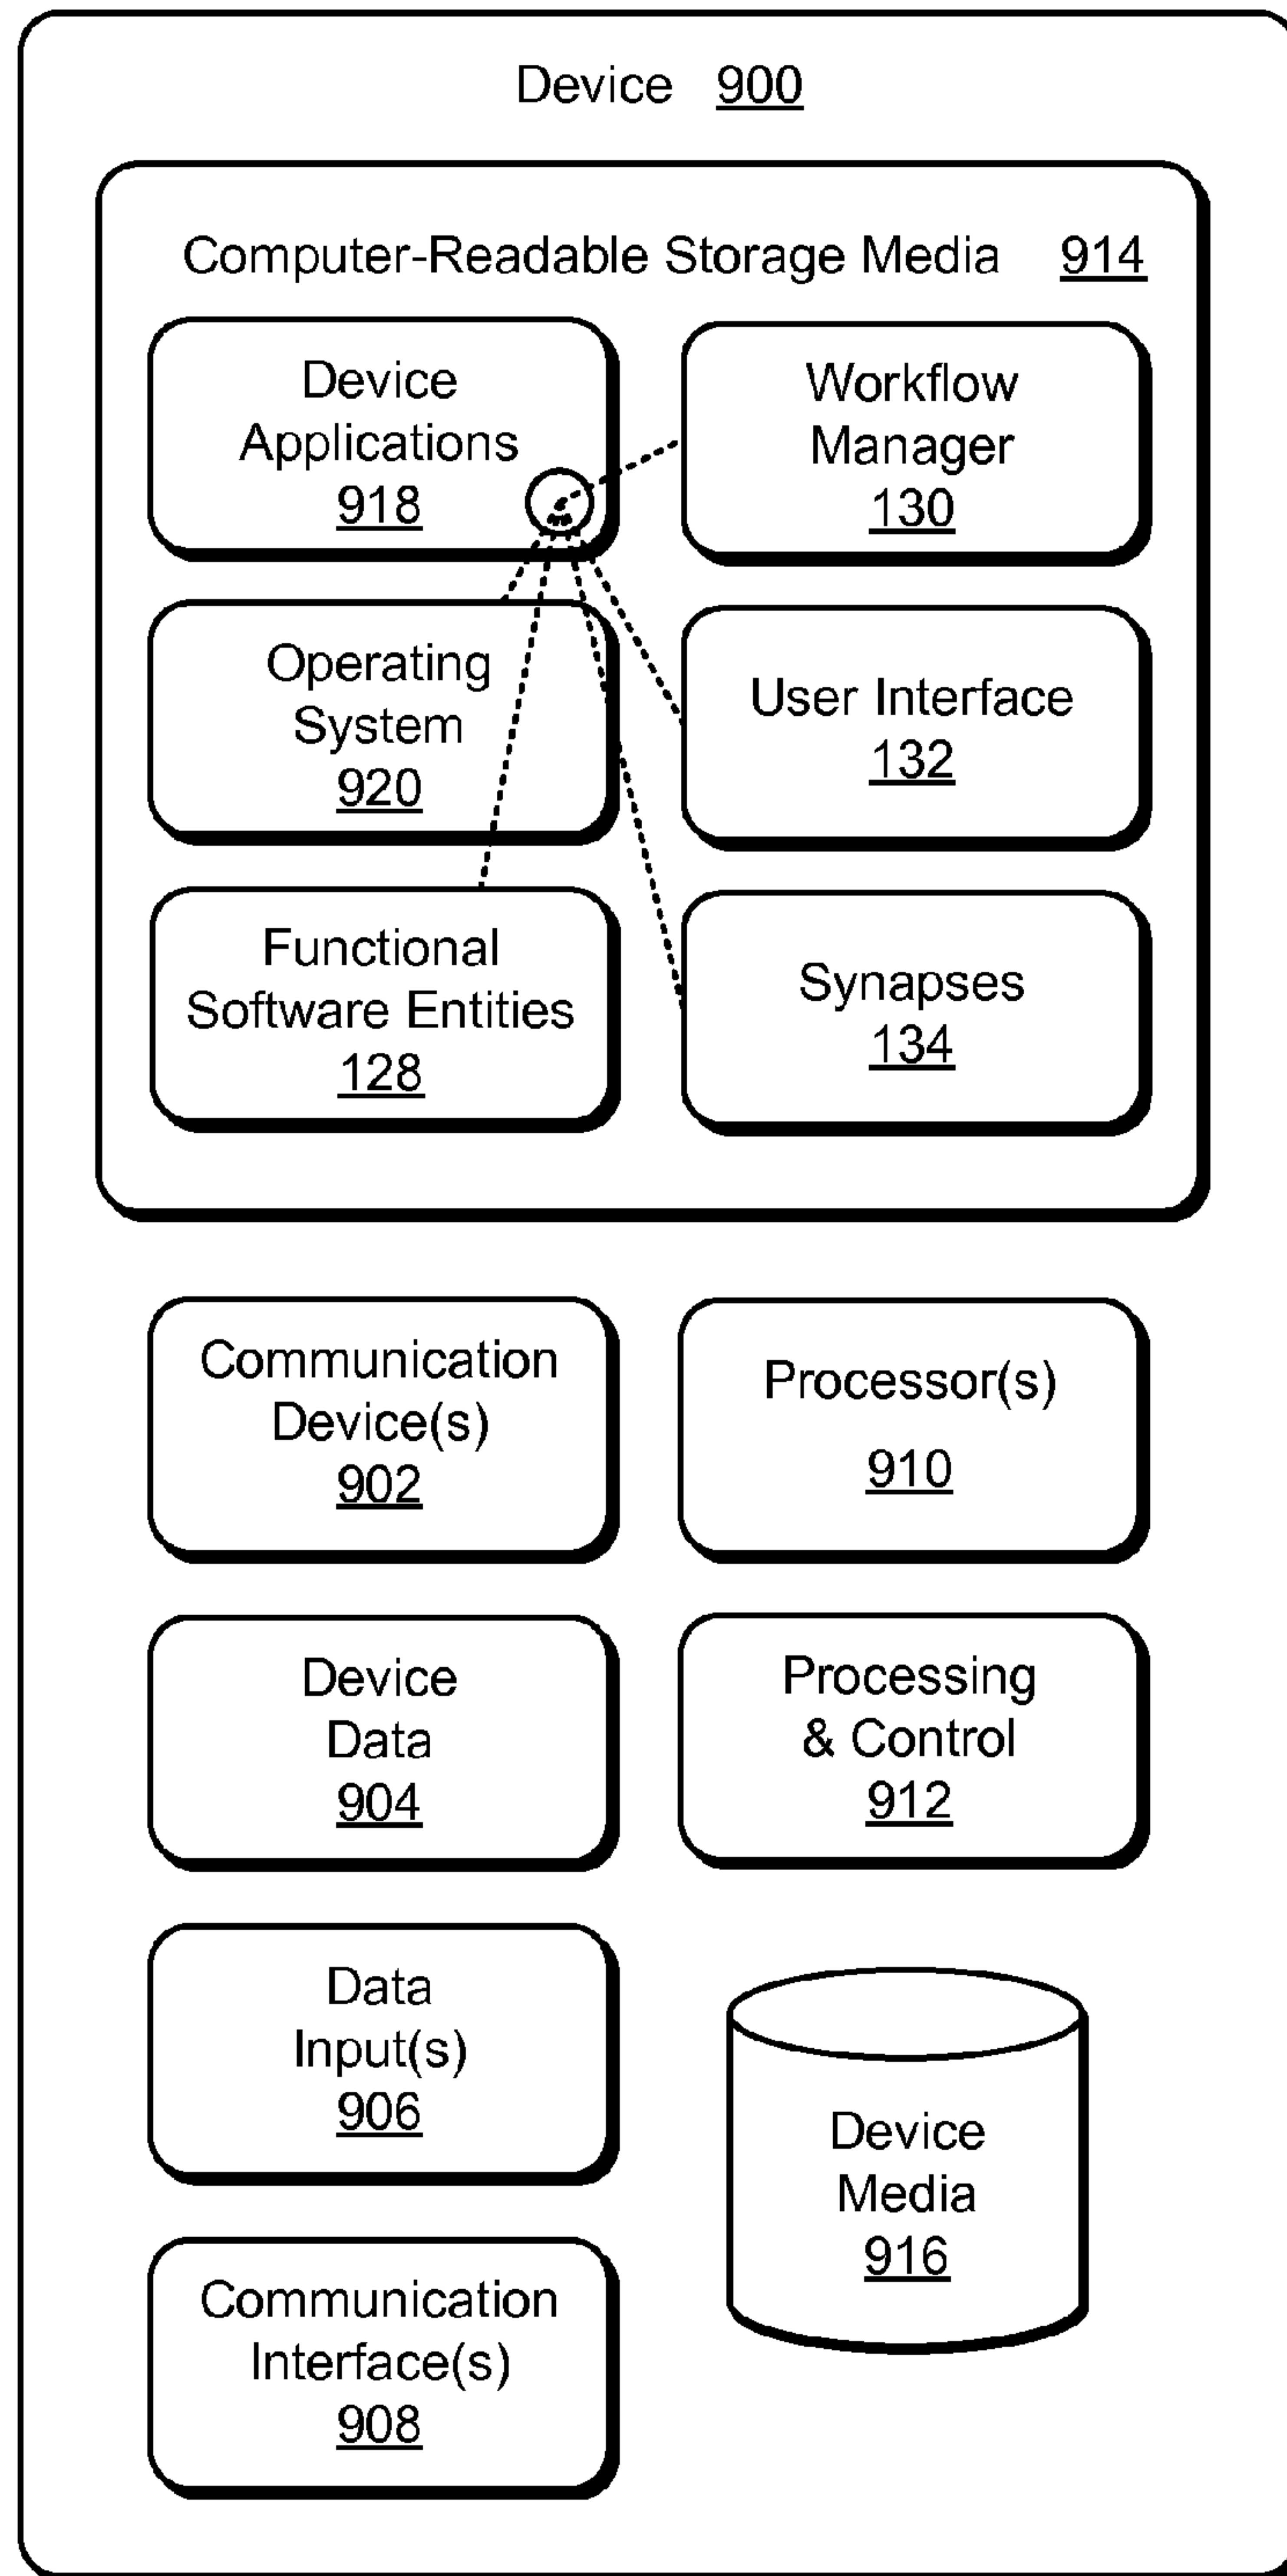 Device 900
Computer-Readable Storage Media 914
Device
Applications
918
Workflow
Manager
130
Operating
System
920
User Interface
132
Functional
Software Entities
128
Synapses
134
Communication
Device(s)
902
Processor(s)
910
Device
Data
904
Processing
& Control
912
Data
Input(s)
906
Device
Media
916
Communication
Interface(s)
908